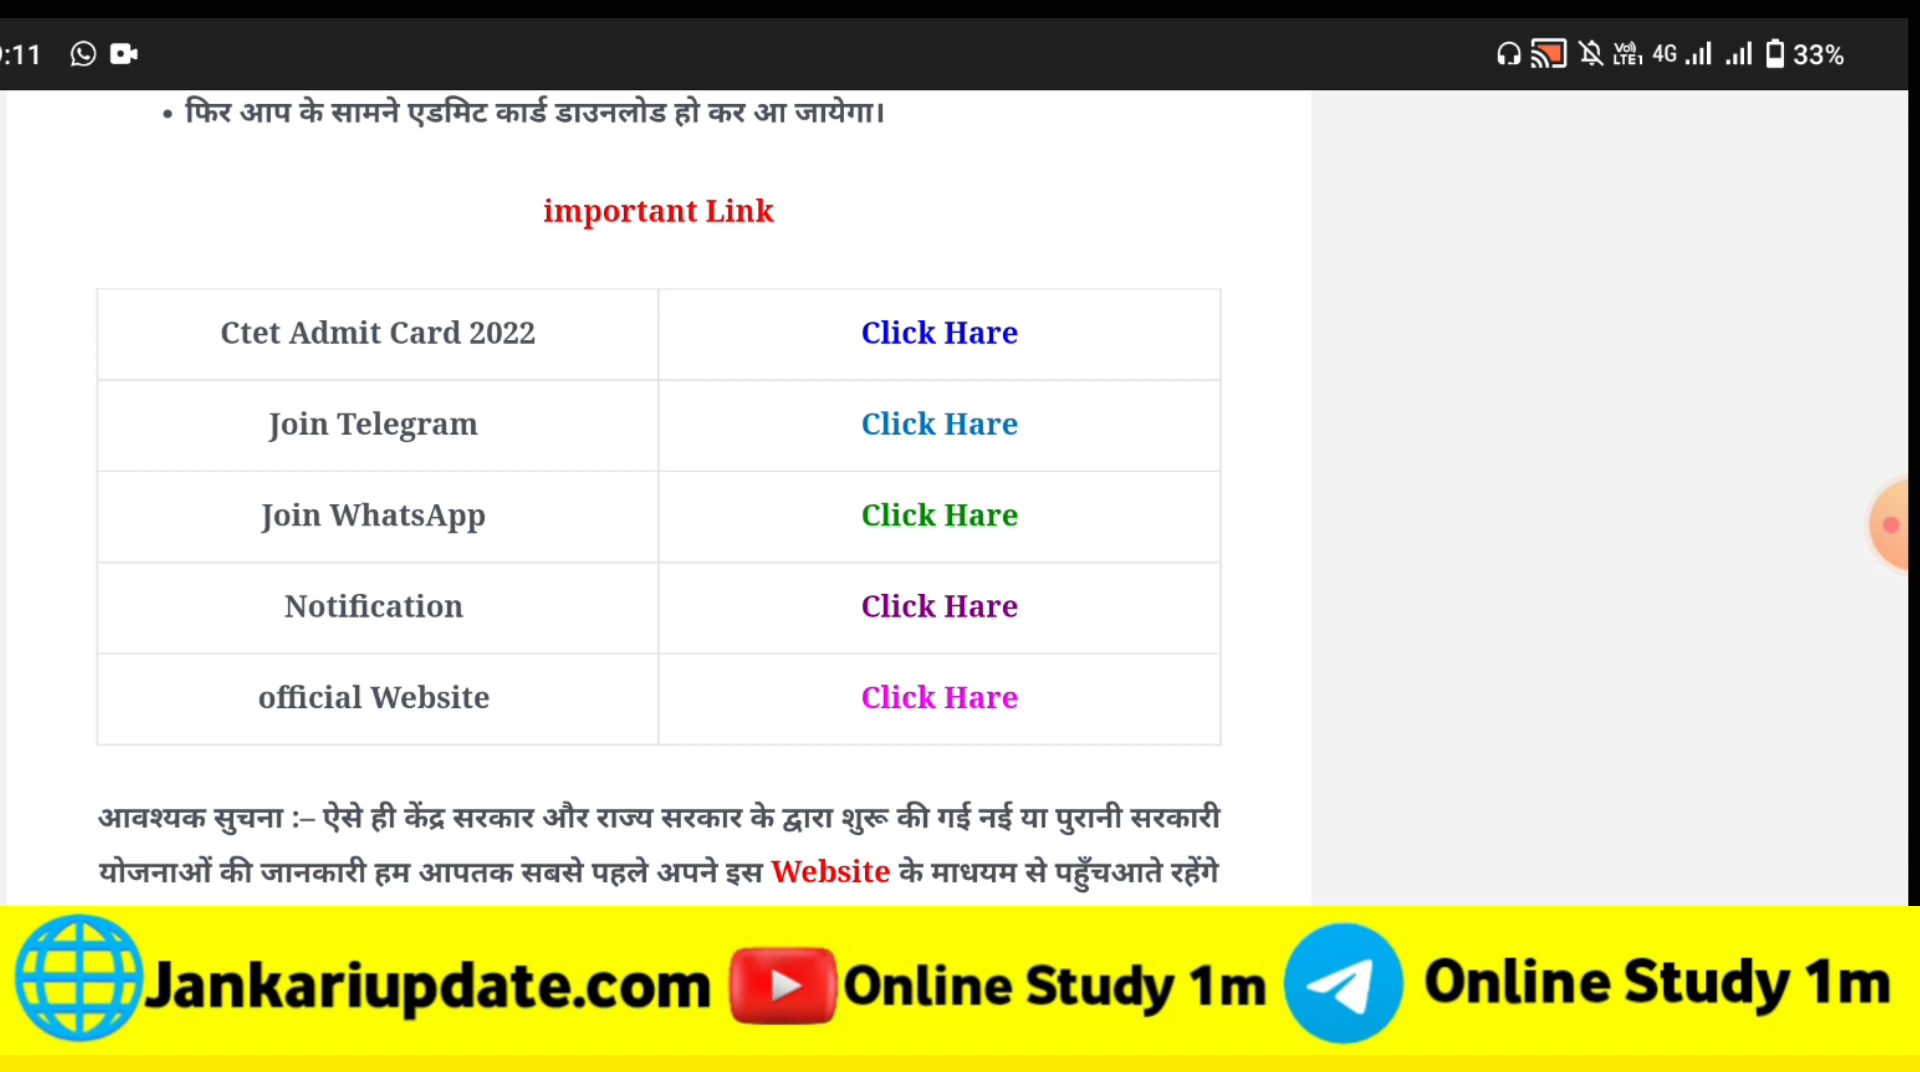 :11 Vo) LTE1 4G 33%
• फिर आप के सामने एडमिट कार्ड डाउनलोड हो कर आ जायेगा।
important Link
Ctet Admit Card 2022 Click Hare
Join Telegram Click Hare
Join WhatsApp Click Hare
Notification Click Hare
official Website Click Hare
आवश्यक सुचना :– ऐसे ही केंद्र सरकार और राज्य सरकार के द्वारा शुरू की गई नई या पुरानी सरकारी
योजनाओं की जानकारी हम आपतक सबसे पहले अपने इस Website के माधयम से पहुँचआते रहेंगे
Jankariupdate.com Online Study 1m Online Study 1m